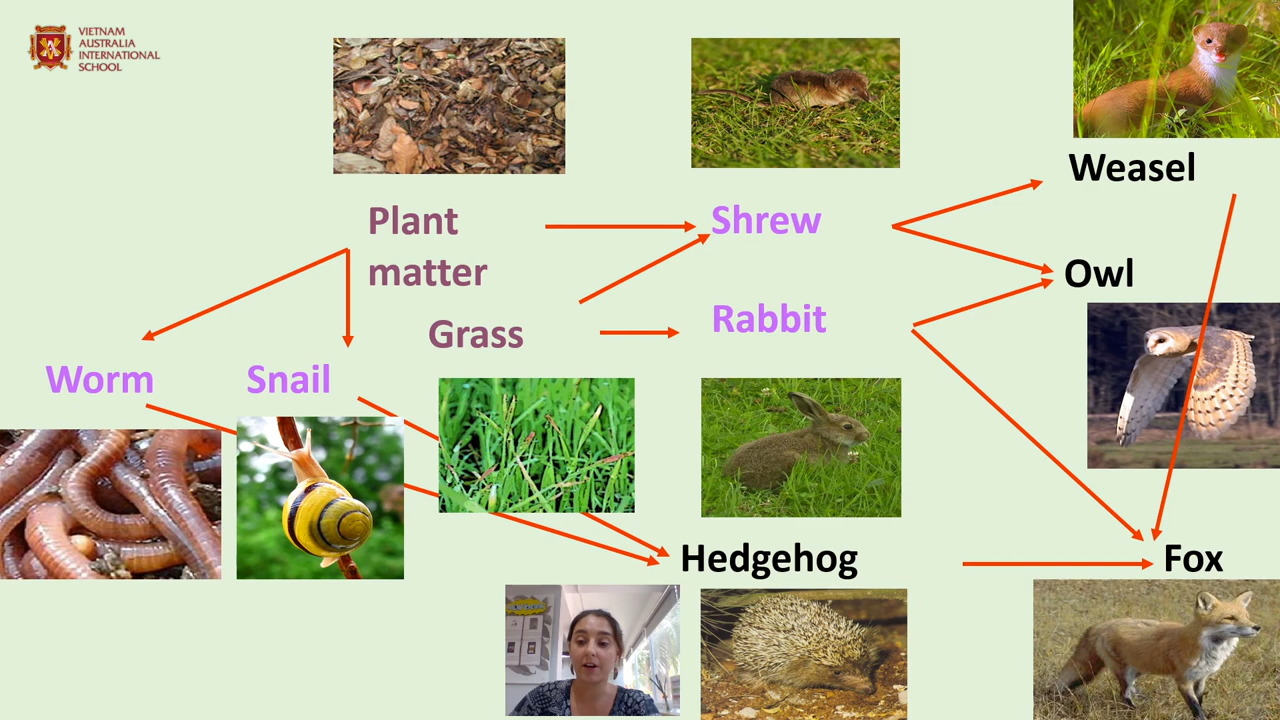 VIETNAM
AUSTRALIA
INTERNATIONAL
SCHOOL
Weasel
Plant
matter
Shrew
Owl
Grass
Rabbit
Worm
Snail
Hedgehog
Fox